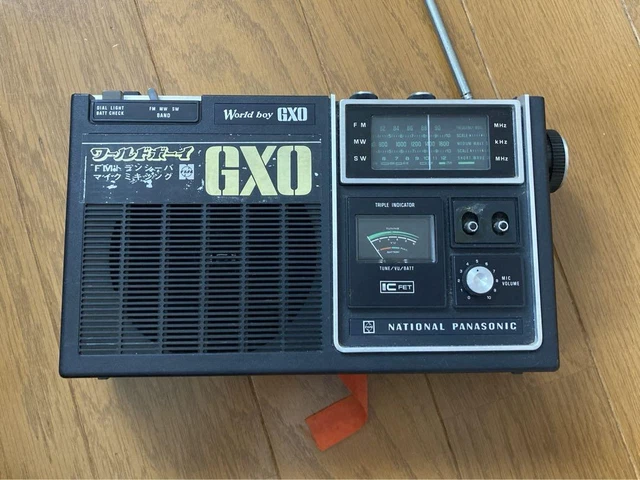 DIAL LIGHT
BATT CHECK
FM MW SW
BAND
World boy GXO
ワールドボーイ
FMトランシーバ
マイクミキシング
GXO
FM
MHz
MW
kHz
SW
MHz
TRIPLE INDICATOR
TUNE/VU/BATT
IC FET
MIC
VOLUME
0
10
NATIONAL PANASONIC